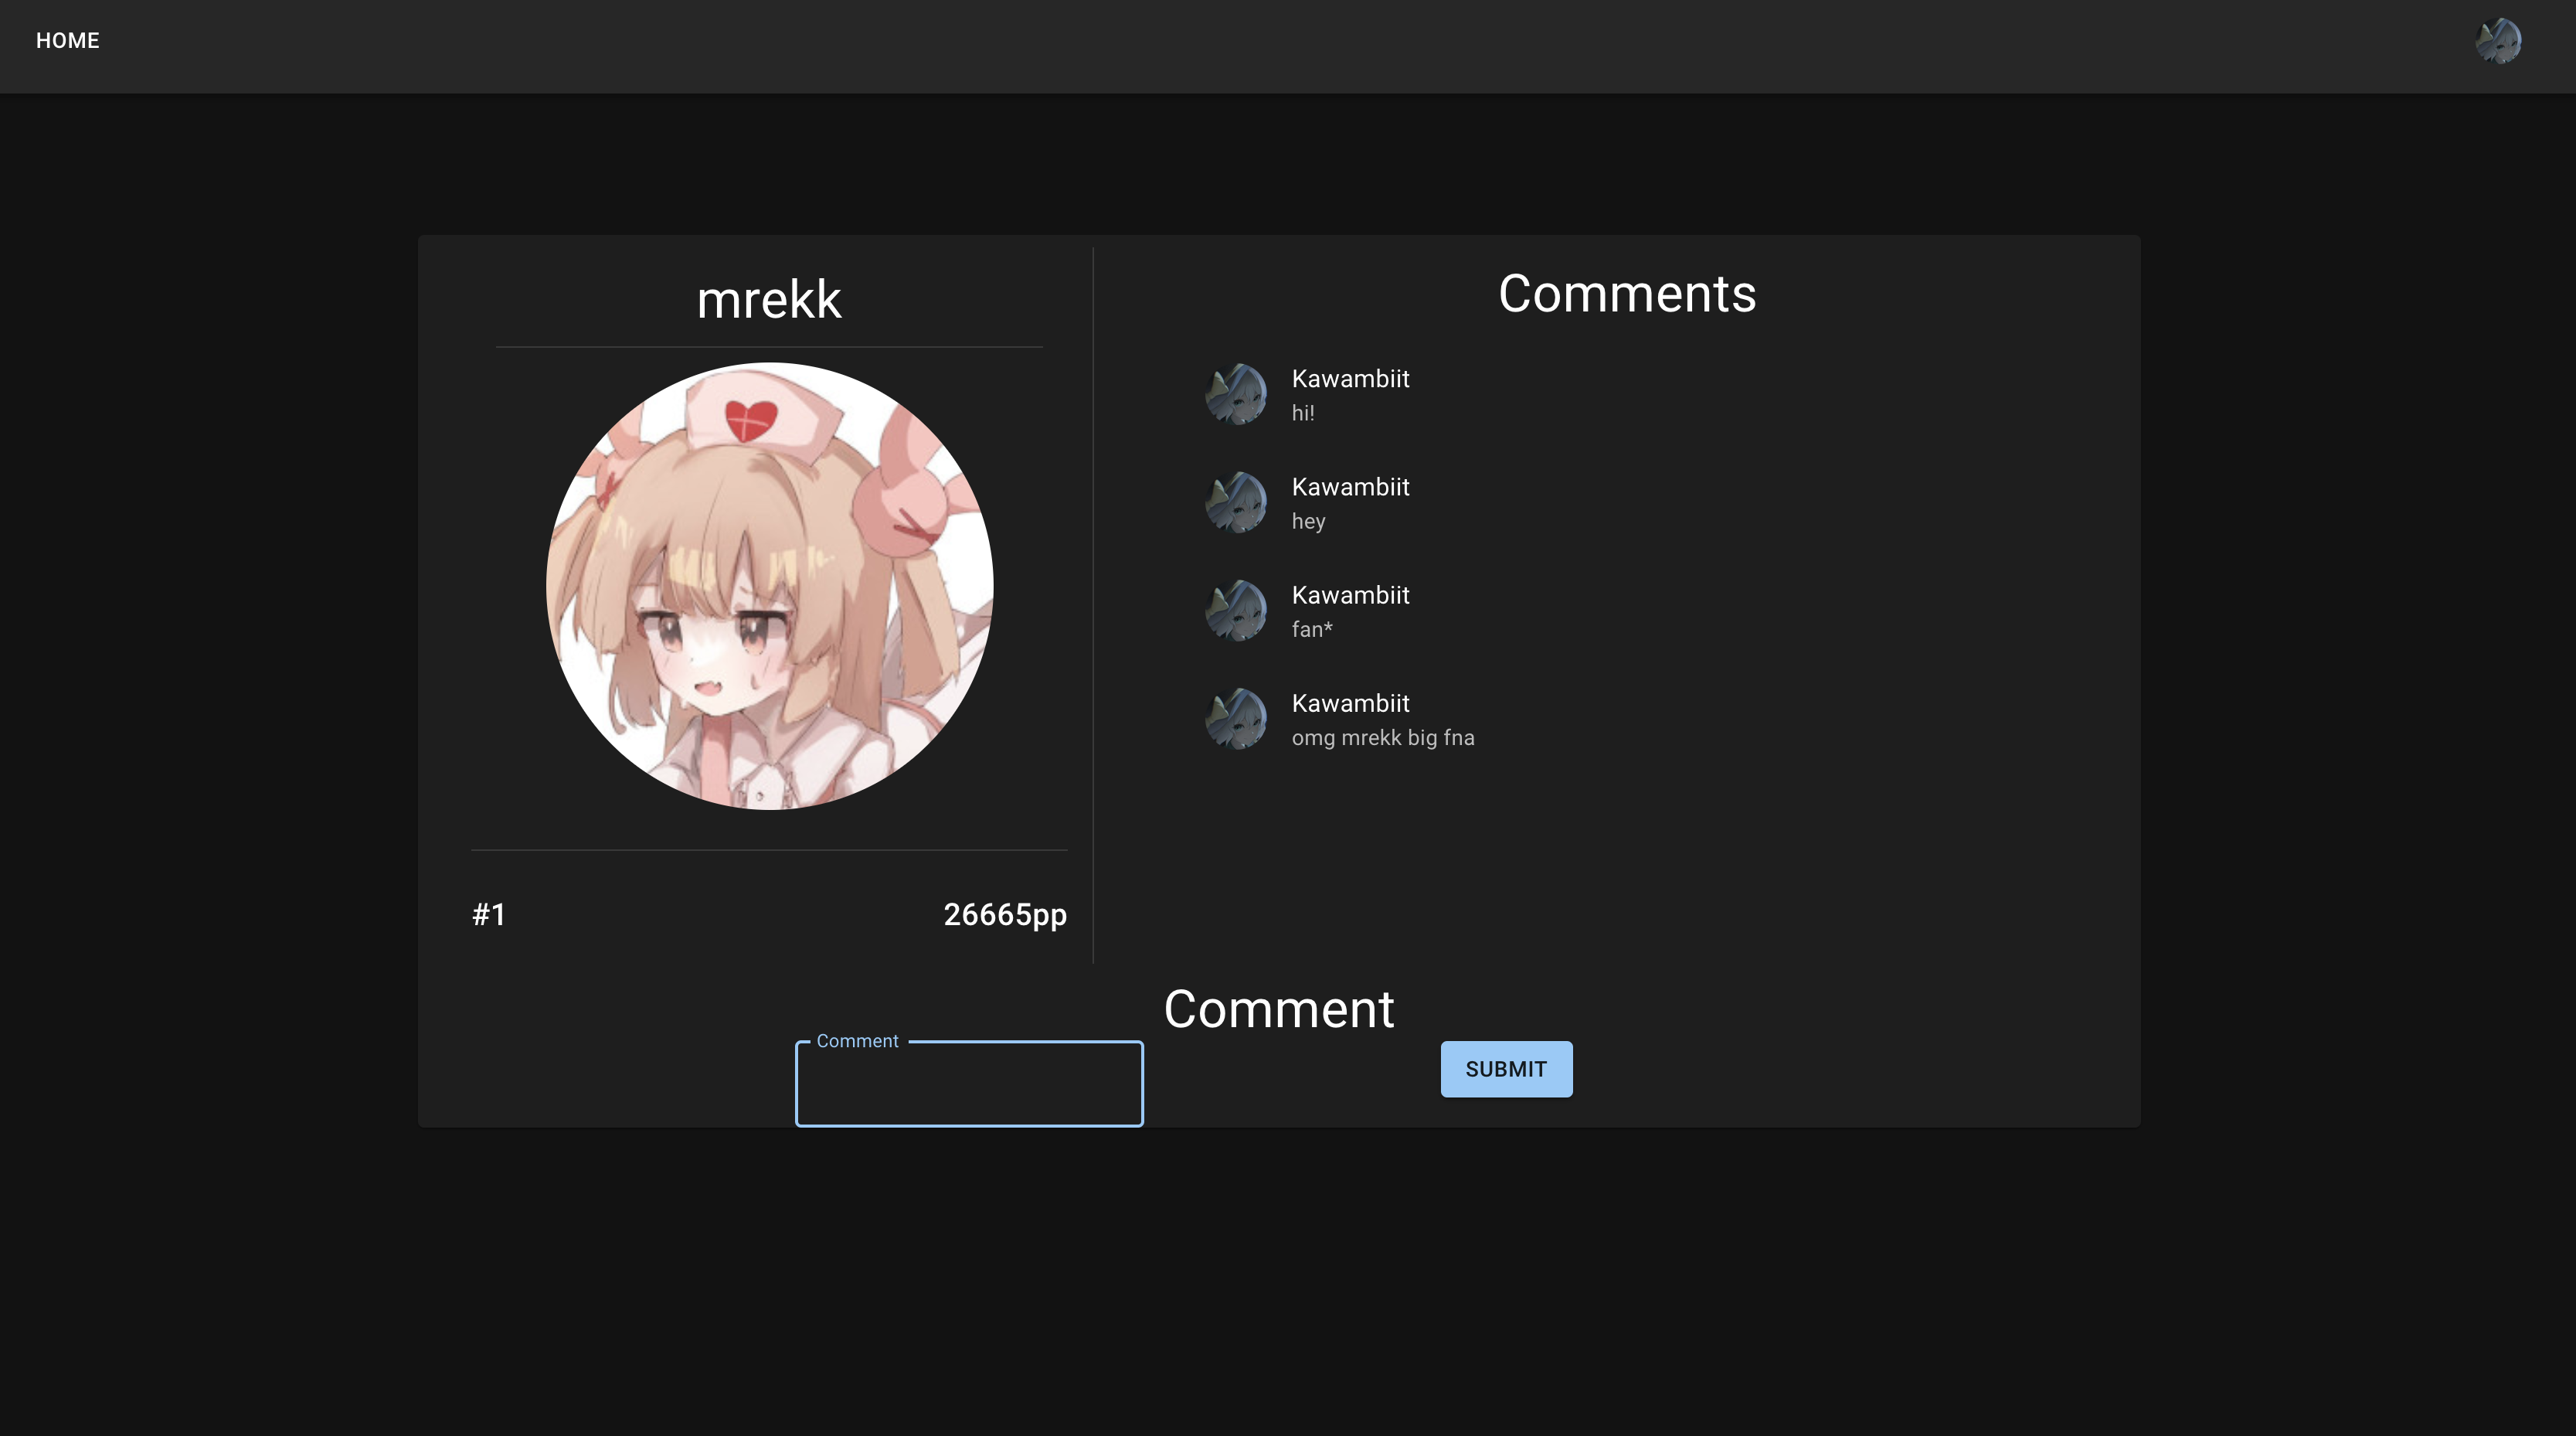 HOME
mrekk
#1
26665pp
Comments
Kawambiit
hi!
Kawambiit
hey
Kawambiit
fan*
Kawambiit
omg mrekk big fna
Comment
Comment
SUBMIT